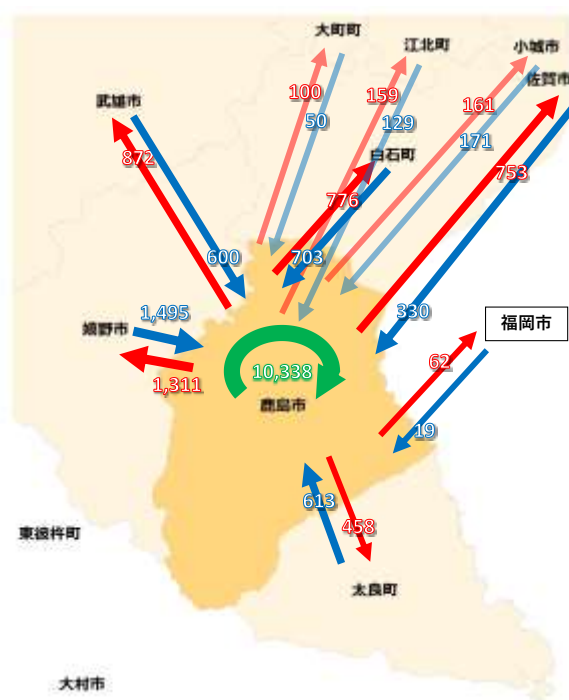 大町町
江北町
小城市
佐賀市
武雄市
100
159
161
50
129
171
白石町
872
776
753
600
703
1,495
330
嬉野市
福岡市
1,311
10,338
62
鹿島市
19
613
458
東彼杵町
太良町
大村市